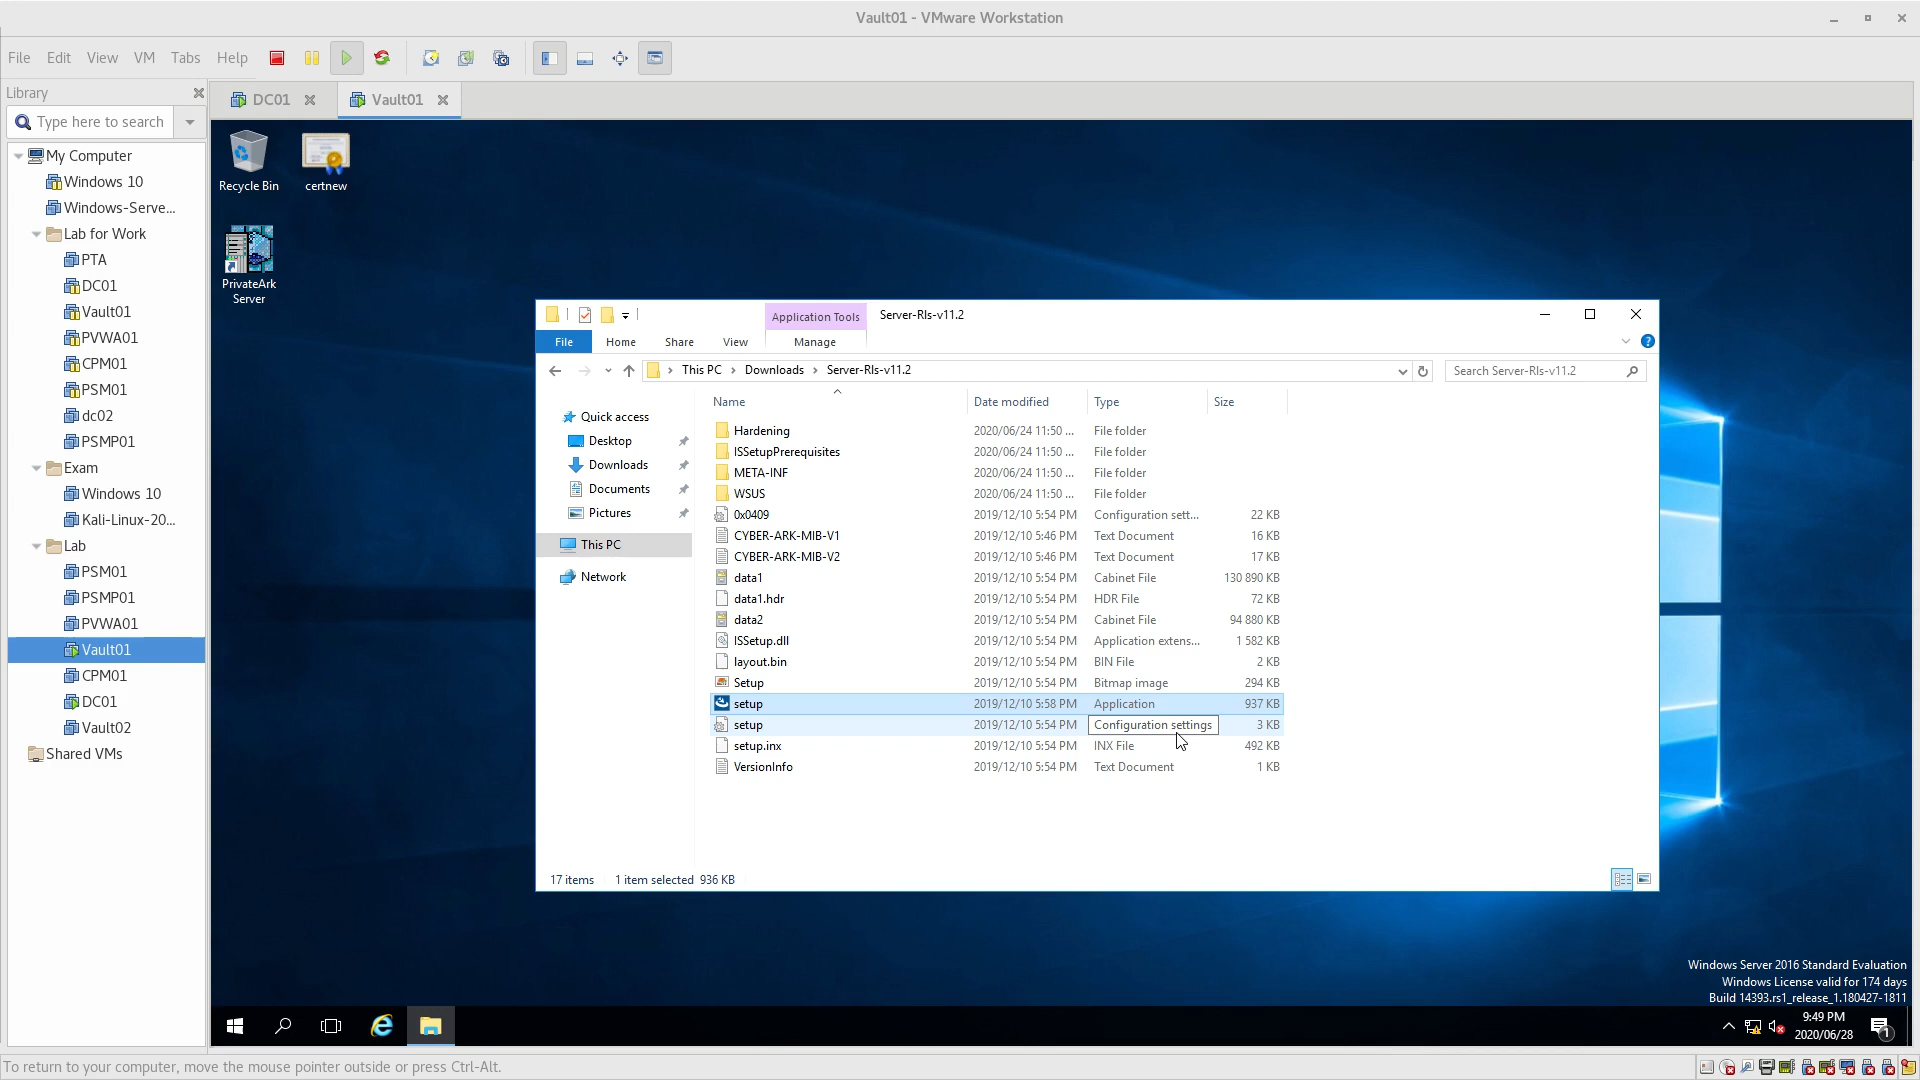 Vault01 - VMware Workstation
File Edit View VM Tabs Help
Library
Type here to search
My Computer
Windows 10
Windows-Serve...
Lab for Work
PTA
DC01
Vault01
PVWA01
CPM01
PSM01
dc02
PSMP01
Exam
Windows 10
Kali-Linux-20...
Lab
PSM01
PSMP01
PVWA01
Vault01
CPM01
DC01
Vault02
Shared VMs
DC01
Vault01
Recycle Bin
certnew
PrivateArk
Server
Application Tools
Server-Rls-v11.2
File Home Share View Manage
This PC Downloads Server-Rls-v11.2
Search Server-Rls-v11.2
Quick access
Desktop
Downloads
Documents
Pictures
This PC
Network
Name Date modified Type Size
Hardening 2020/06/24 11:50 ... File folder
ISSetupPrerequisites 2020/06/24 11:50 ... File folder
META-INF 2020/06/24 11:50 ... File folder
WSUS 2020/06/24 11:50 ... File folder
0x0409 2019/12/10 5:54 PM Configuration sett... 22 KB
CYBER-ARK-MIB-V1 2019/12/10 5:46 PM Text Document 16 KB
CYBER-ARK-MIB-V2 2019/12/10 5:46 PM Text Document 17 KB
data1 2019/12/10 5:54 PM Cabinet File 130 890 KB
data1.hdr 2019/12/10 5:54 PM HDR File 72 KB
data2 2019/12/10 5:54 PM Cabinet File 94 880 KB
ISSetup.dll 2019/12/10 5:54 PM Application extens... 1 582 KB
layout.bin 2019/12/10 5:54 PM BIN File 2 KB
Setup 2019/12/10 5:54 PM Bitmap image 294 KB
setup 2019/12/10 5:58 PM Application 937 KB
setup 2019/12/10 5:54 PM Configuration settings 3 KB
setup.inx 2019/12/10 5:54 PM INX File 492 KB
VersionInfo 2019/12/10 5:54 PM Text Document 1 KB
17 items 1 item selected 936 KB
Windows Server 2016 Standard Evaluation
Windows License valid for 174 days
Build 14393.rs1_release_1.180427-1811
9:49 PM
2020/06/28
1
To return to your computer, move the mouse pointer outside or press Ctrl-Alt.